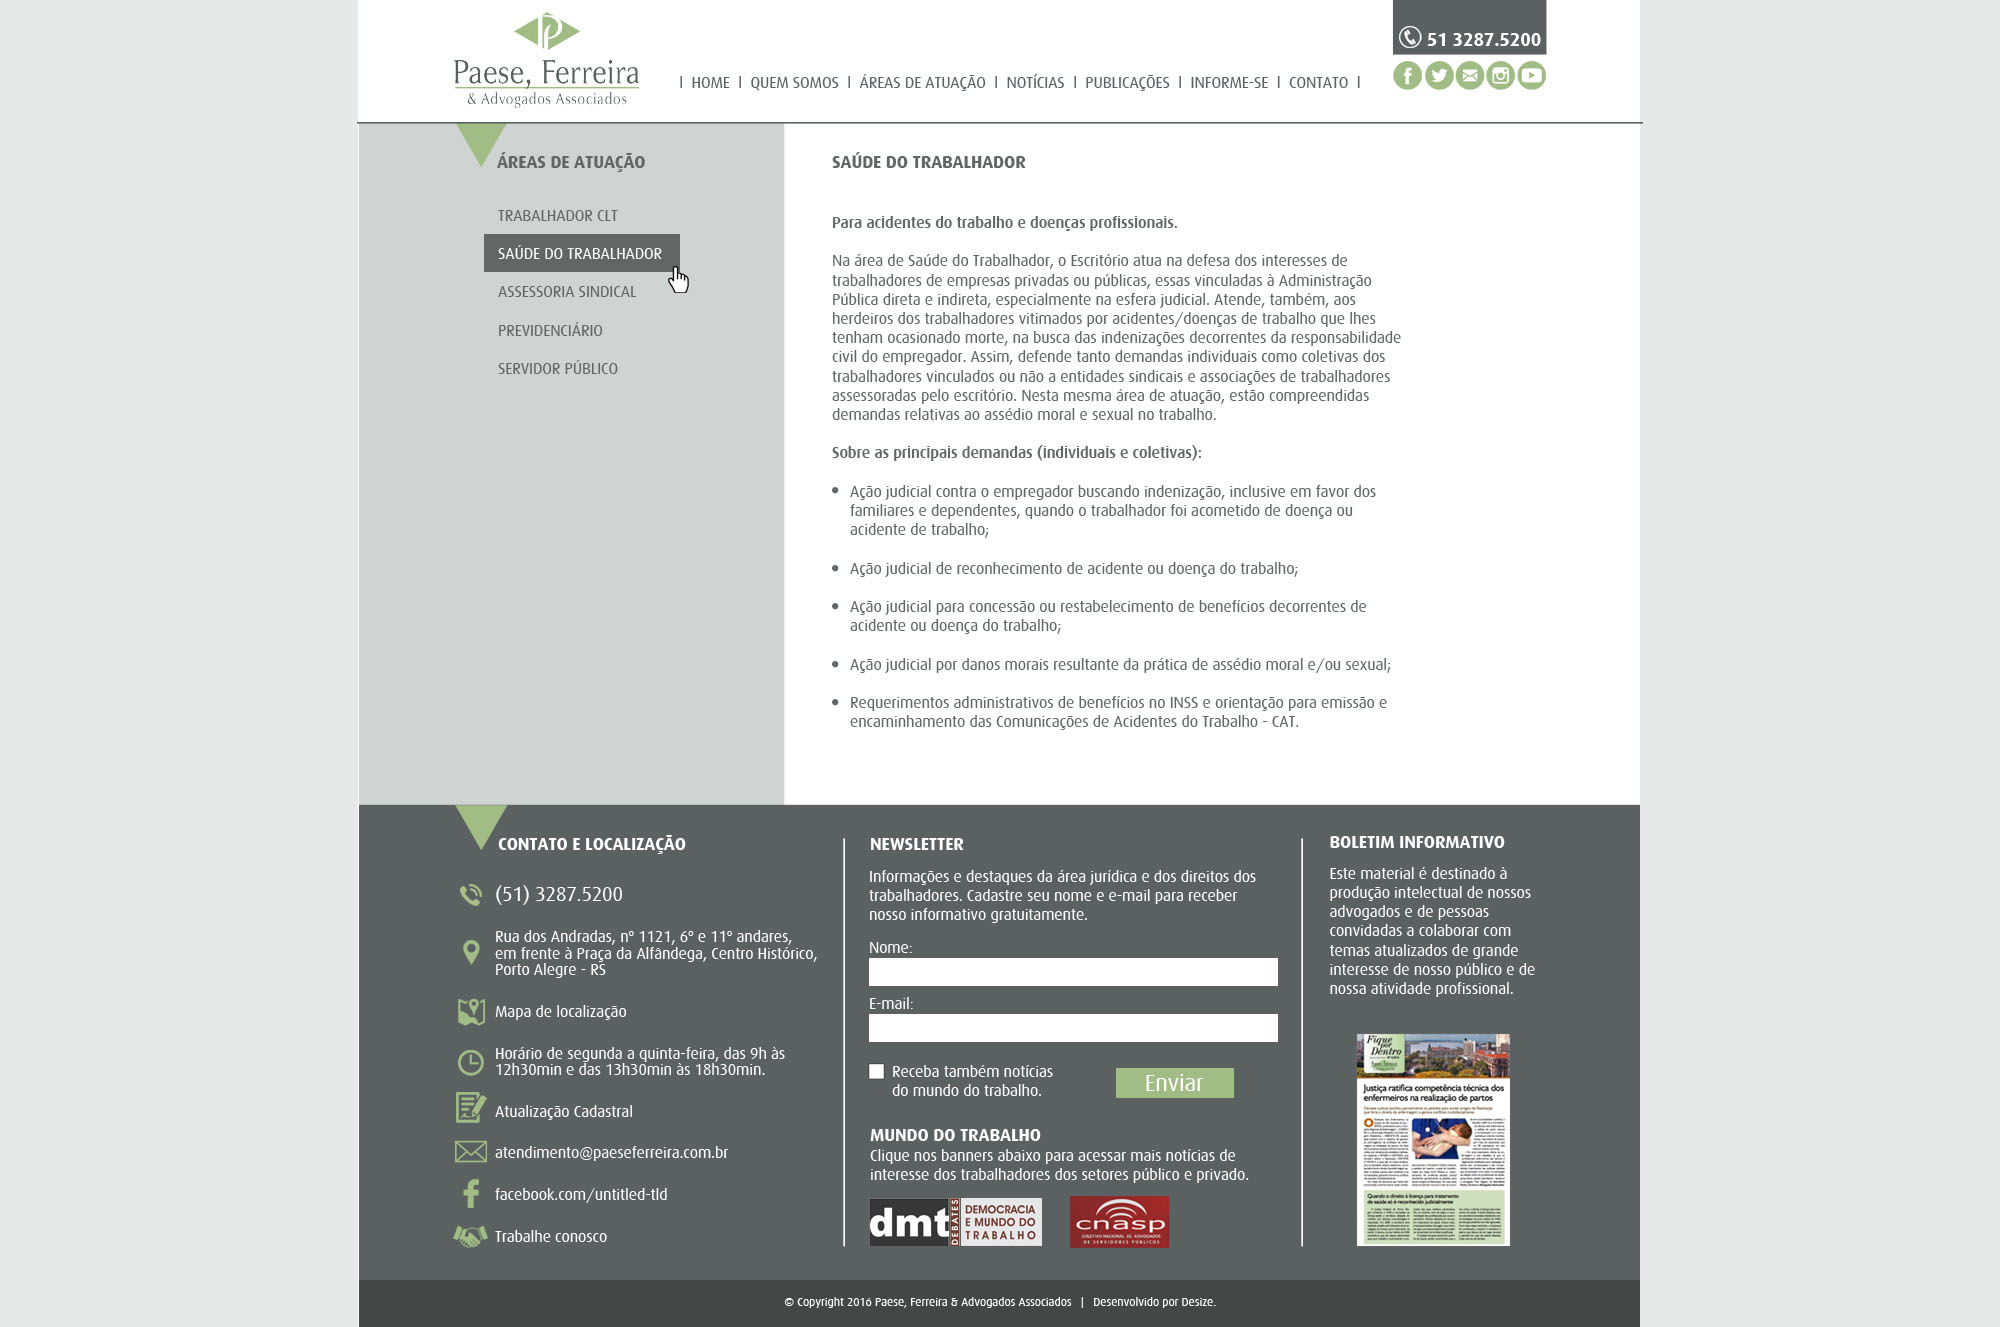 Paese, Ferreira
& Advogados Associados
| HOME | QUEM SOMOS | ÁREAS DE ATUAÇÃO | NOTÍCIAS | PUBLICAÇÕES | INFORME-SE | CONTATO |
51 3287.5200
ÁREAS DE ATUAÇÃO
TRABALHADOR CLT
SAÚDE DO TRABALHADOR
ASSESSORIA SINDICAL
PREVIDENCIÁRIO
SERVIDOR PÚBLICO
SAÚDE DO TRABALHADOR
Para acidentes do trabalho e doenças profissionais.
Na área de Saúde do Trabalhador, o Escritório atua na defesa dos interesses de
trabalhadores de empresas privadas ou públicas, essas vinculadas à Administração
Pública direta e indireta, especialmente na esfera judicial. Atende, também, aos
herdeiros dos trabalhadores vitimados por acidentes/doenças de trabalho que lhes
tenham ocasionado morte, na busca das indenizações decorrentes da responsabilidade
civil do empregador. Assim, defende tanto demandas individuais como coletivas dos
trabalhadores vinculados ou não a entidades sindicais e associações de trabalhadores
assessoradas pelo escritório. Nesta mesma área de atuação, estão compreendidas
demandas relativas ao assédio moral e sexual no trabalho.
Sobre as principais demandas (individuais e coletivas):
• Ação judicial contra o empregador buscando indenização, inclusive em favor dos
familiares e dependentes, quando o trabalhador foi acometido de doença ou
acidente de trabalho;
• Ação judicial de reconhecimento de acidente ou doença do trabalho;
• Ação judicial para concessão ou restabelecimento de benefícios decorrentes de
acidente ou doença do trabalho;
• Ação judicial por danos morais resultante da prática de assédio moral e/ou sexual;
• Requerimentos administrativos de benefícios no INSS e orientação para emissão e
encaminhamento das Comunicações de Acidentes do Trabalho - CAT.
CONTATO E LOCALIZAÇÃO
(51) 3287.5200
Rua dos Andradas, nº 1121, 6º e 11º andares,
em frente à Praça da Alfândega, Centro Histórico,
Porto Alegre - RS
Mapa de localização
Horário de segunda a quinta-feira, das 9h às
12h30min e das 13h30min às 18h30min.
Atualização Cadastral
atendimento@paeseferreira.com.br
facebook.com/untitled-tld
Trabalhe conosco
NEWSLETTER
Informações e destaques da área jurídica e dos direitos dos
trabalhadores. Cadastre seu nome e e-mail para receber
nosso informativo gratuitamente.
Nome:
E-mail:
Receba também notícias
do mundo do trabalho.
Enviar
MUNDO DO TRABALHO
Clique nos banners abaixo para acessar mais notícias de
interesse dos trabalhadores dos setores público e privado.
dmt
DEBATES
DEMOCRACIA
E MUNDO DO
TRABALHO
cnasp
COLETIVO NACIONAL DE ADVOGADOS
DE SERVIDORES PÚBLICOS
BOLETIM INFORMATIVO
Este material é destinado à
produção intelectual de nossos
advogados e de pessoas
convidadas a colaborar com
temas atualizados de grande
interesse de nosso público e de
nossa atividade profissional.
Fique
por
Dentro
Justiça ratifica competência técnica dos
enfermeiros na realização de partos
Quando o direito à licença para tratamento
de saúde só é reconhecido judicialmente
© Copyright 2016 Paese, Ferreira & Advogados Associados | Desenvolvido por Desize.